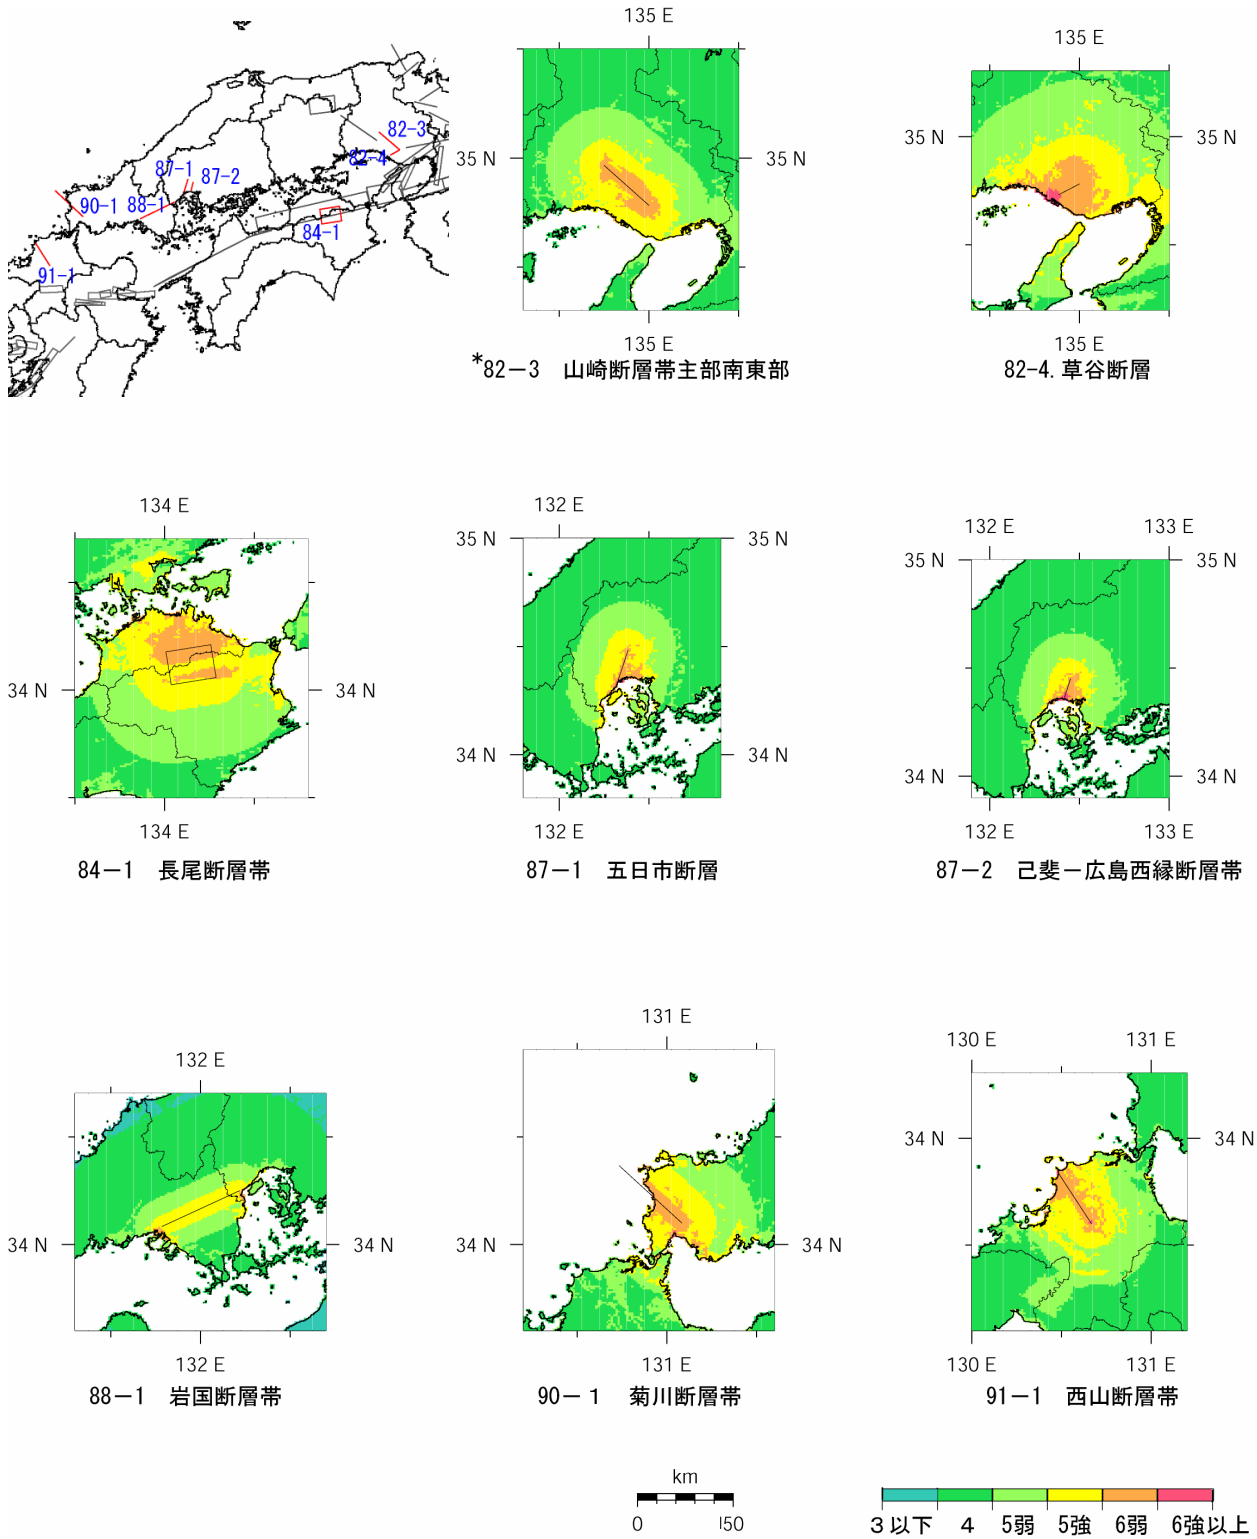 82-3
82-4
87-1
87-2
90-1
88-1
84-1
91-1
135 E
35 N
35 N
135 E
*82－3　山崎断層帯主部南東部
135 E
35 N
35 N
135 E
82-4. 草谷断層
134 E
34 N
34 N
134 E
84－1　長尾断層帯
132 E
35 N
35 N
34 N
34 N
132 E
87－1　五日市断層
132 E
133 E
35 N
35 N
34 N
34 N
132 E
133 E
87－2　己斐－広島西縁断層帯
132 E
34 N
34 N
132 E
88－1　岩国断層帯
131 E
34 N
34 N
131 E
90－１　菊川断層帯
130 E
131 E
34 N
34 N
130 E
131 E
91－1　西山断層帯
km
0
150
３以下
4
5弱
5強
6弱
6強以上